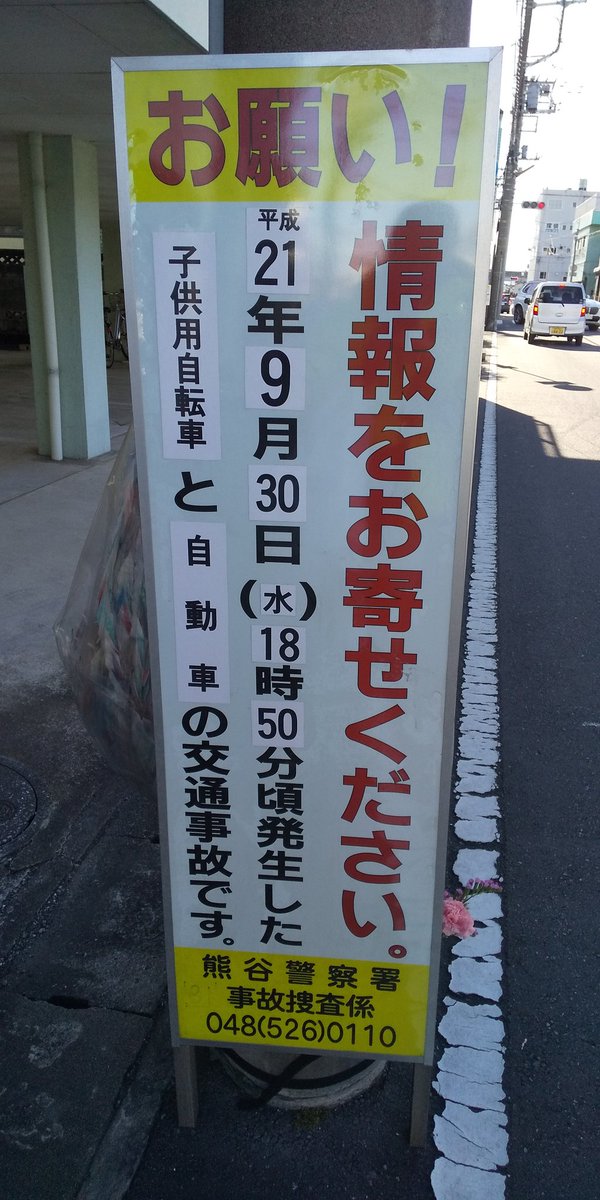 お願い!
情報をお寄せください。
平成21年9月30日(水)18時50分頃発生した
子供用自転車と自動車の交通事故です。
熊谷警察署
事故捜査係
048(526)0110